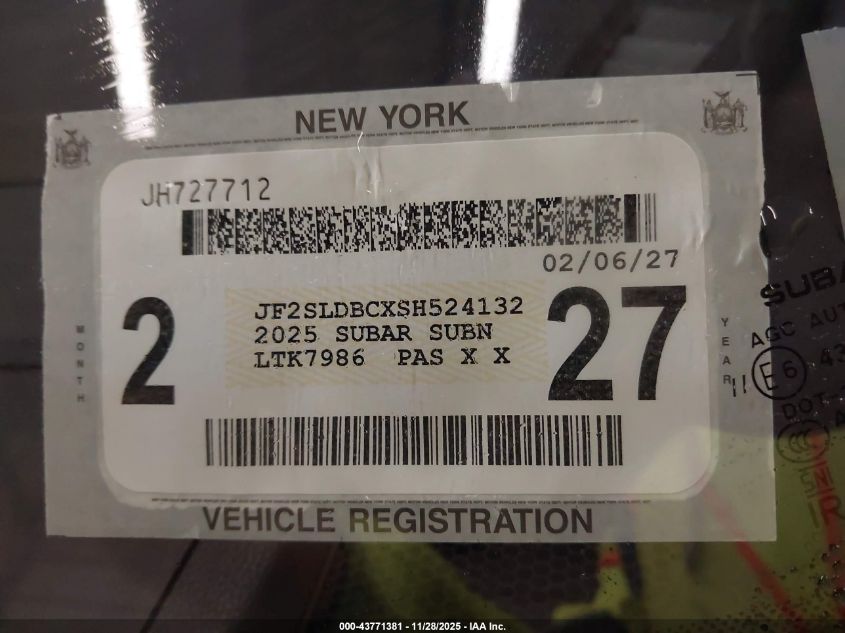 NEW YORK
JH727712
02/06/27
2
27
MONTH
YEAR
JF2SLDBCXSH524132
2025 SUBAR SUBN
LTK7986 PAS X X
VEHICLE REGISTRATION
SUBA
AGC AUT
E6 43
DOT
000-43771381 - 11/28/2025 - IAA Inc.